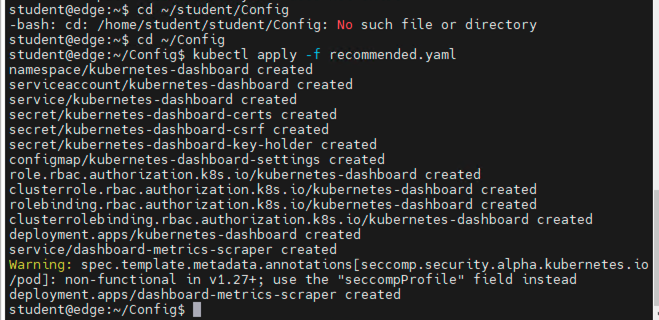 student@edge:~$ cd ~/student/Config
-bash: cd: /home/student/student/Config: No such file or directory
student@edge:~$ cd ~/Config
student@edge:~/Config$ kubectl apply -f recommended.yaml
namespace/kubernetes-dashboard created
serviceaccount/kubernetes-dashboard created
service/kubernetes-dashboard created
secret/kubernetes-dashboard-certs created
secret/kubernetes-dashboard-csrf created
secret/kubernetes-dashboard-key-holder created
configmap/kubernetes-dashboard-settings created
role.rbac.authorization.k8s.io/kubernetes-dashboard created
clusterrole.rbac.authorization.k8s.io/kubernetes-dashboard created
rolebinding.rbac.authorization.k8s.io/kubernetes-dashboard created
clusterrolebinding.rbac.authorization.k8s.io/kubernetes-dashboard created
deployment.apps/kubernetes-dashboard created
service/dashboard-metrics-scraper created
Warning: spec.template.metadata.annotations[seccomp.security.alpha.kubernetes.io
/pod]: non-functional in v1.27+; use the "seccompProfile" field instead
deployment.apps/dashboard-metrics-scraper created
student@edge:~/Config$